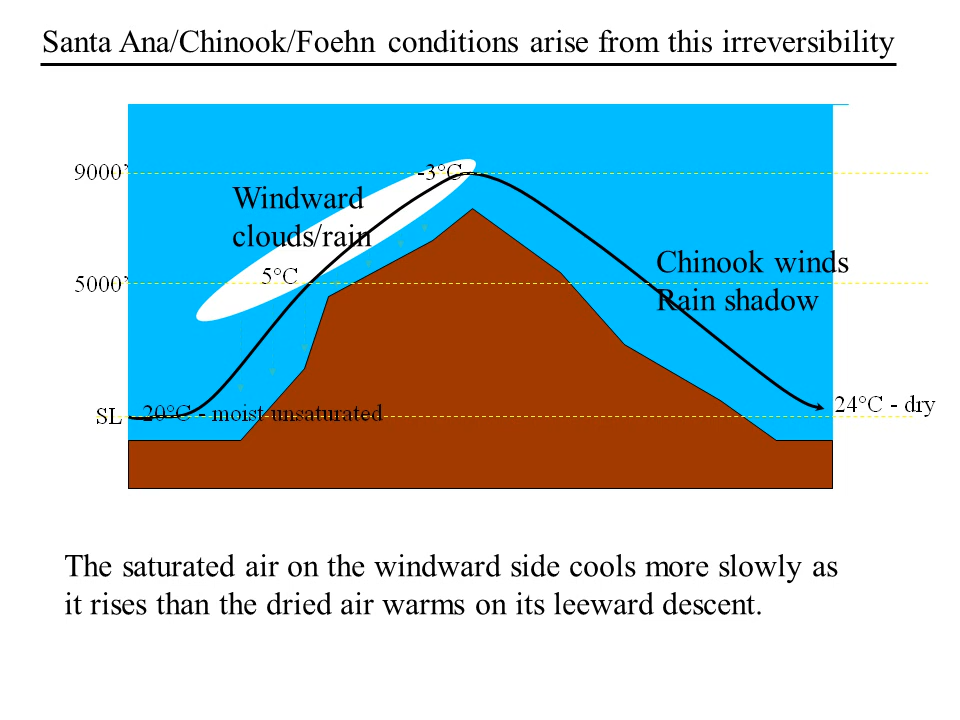 Santa Ana/Chinook/Foehn conditions arise from this irreversibility
9000’
-3°C
Windward
clouds/rain
Chinook winds
5°C
5000’
Rain shadow
SL
20°C - moist unsaturated
24°C - dry
The saturated air on the windward side cools more slowly as
it rises than the dried air warms on its leeward descent.